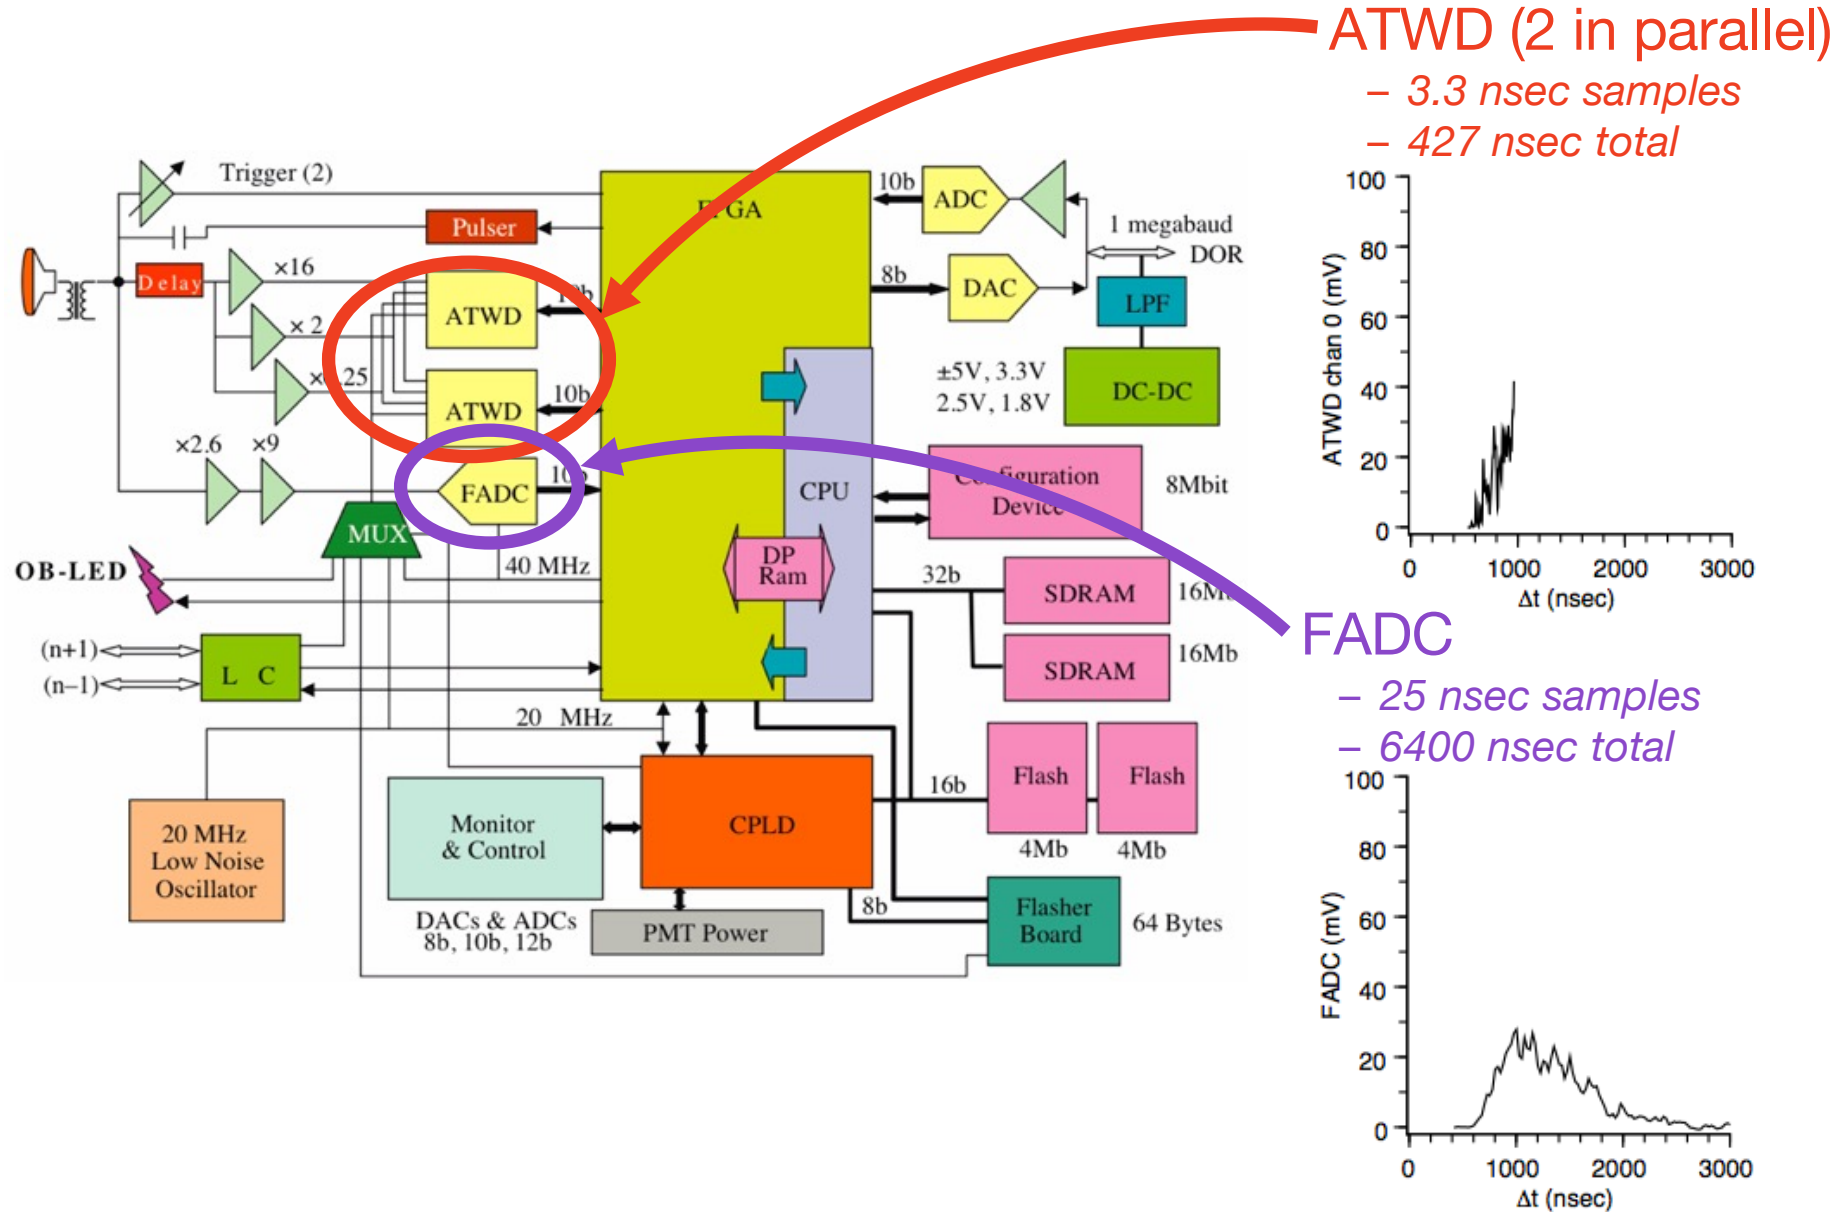 ATWD (2 in parallel)
– 3.3 nsec samples
– 427 nsec total
Trigger (2)
Pulser
Delay
×16
× 2
ATWD
ATWD
10b
×2.6
×9
FADC
MUX
OB-LED
40 MHz
(n+1)
(n–1)
L C
20 MHz
20 MHz
Low Noise
Oscillator
Monitor
& Control
DACs & ADCs
8b, 10b, 12b
CPLD
PMT Power
CPU
DP
Ram
10b
ADC
8b
DAC
1 megabaud
DOR
LPF
±5V, 3.3V
2.5V, 1.8V
DC-DC
Configuration
Device
8Mbit
32b
SDRAM
16Mb
SDRAM
16Mb
16b
Flash
Flash
4Mb
4Mb
8b
Flasher
Board
64 Bytes
ATWD chan 0 (mV)
100
80
60
40
20
0
0
1000
2000
3000
Δt (nsec)
FADC
– 25 nsec samples
– 6400 nsec total
FADC (mV)
100
80
60
40
20
0
0
1000
2000
3000
Δt (nsec)